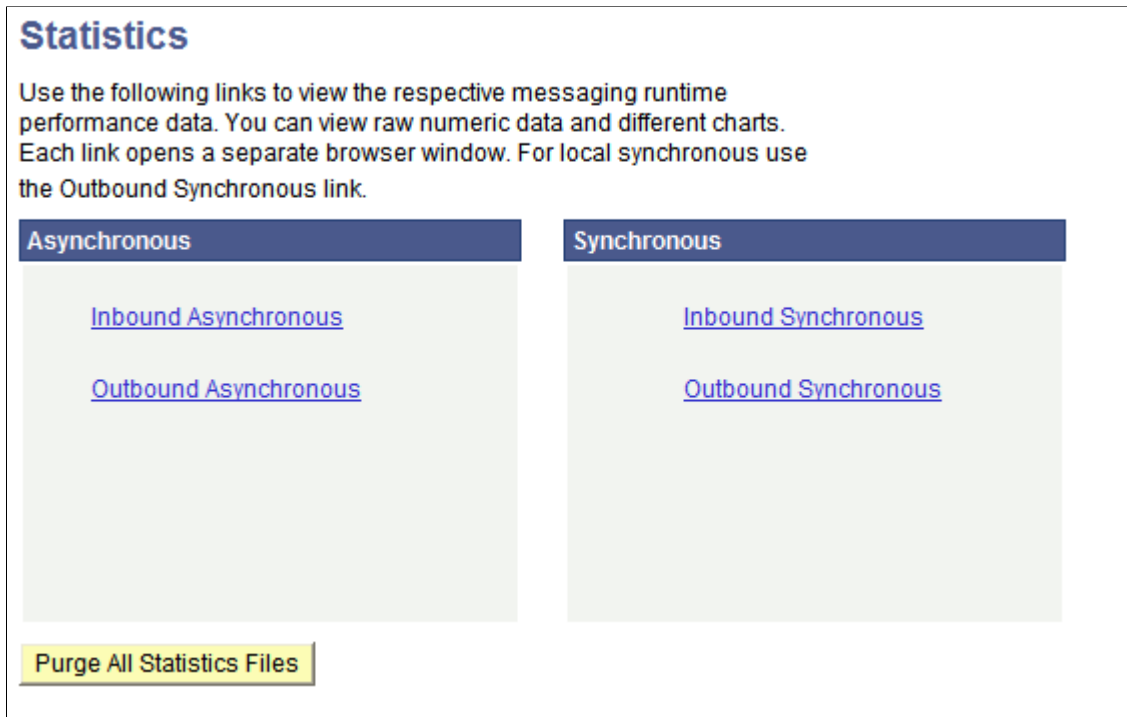 Statistics
Use the following links to view the respective messaging runtime
performance data. You can view raw numeric data and different charts.
Each link opens a separate browser window. For local synchronous use
the Outbound Synchronous link.
Asynchronous
Inbound Asynchronous
Outbound Asynchronous
Synchronous
Inbound Synchronous
Outbound Synchronous
Purge All Statistics Files